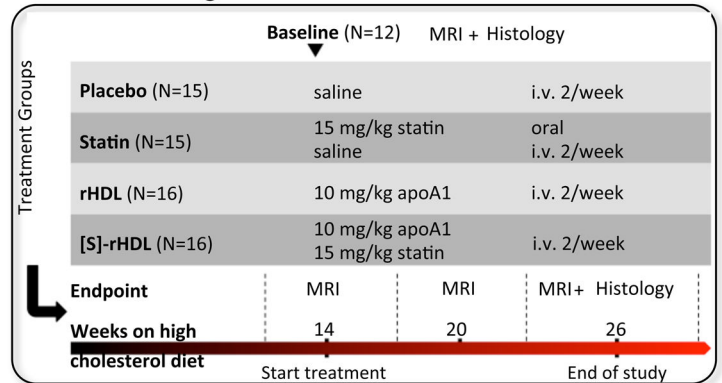 Baseline (N=12) MRI + Histology
Treatment Groups
Placebo (N=15) saline i.v. 2/week
Statin (N=15) 15 mg/kg statin oral
saline i.v. 2/week
rHDL (N=16) 10 mg/kg apoA1 i.v. 2/week
[S]-rHDL (N=16) 10 mg/kg apoA1 i.v. 2/week
15 mg/kg statin
Endpoint MRI MRI MRI+ Histology
Weeks on high 14 20 26
cholesterol diet
Start treatment End of study